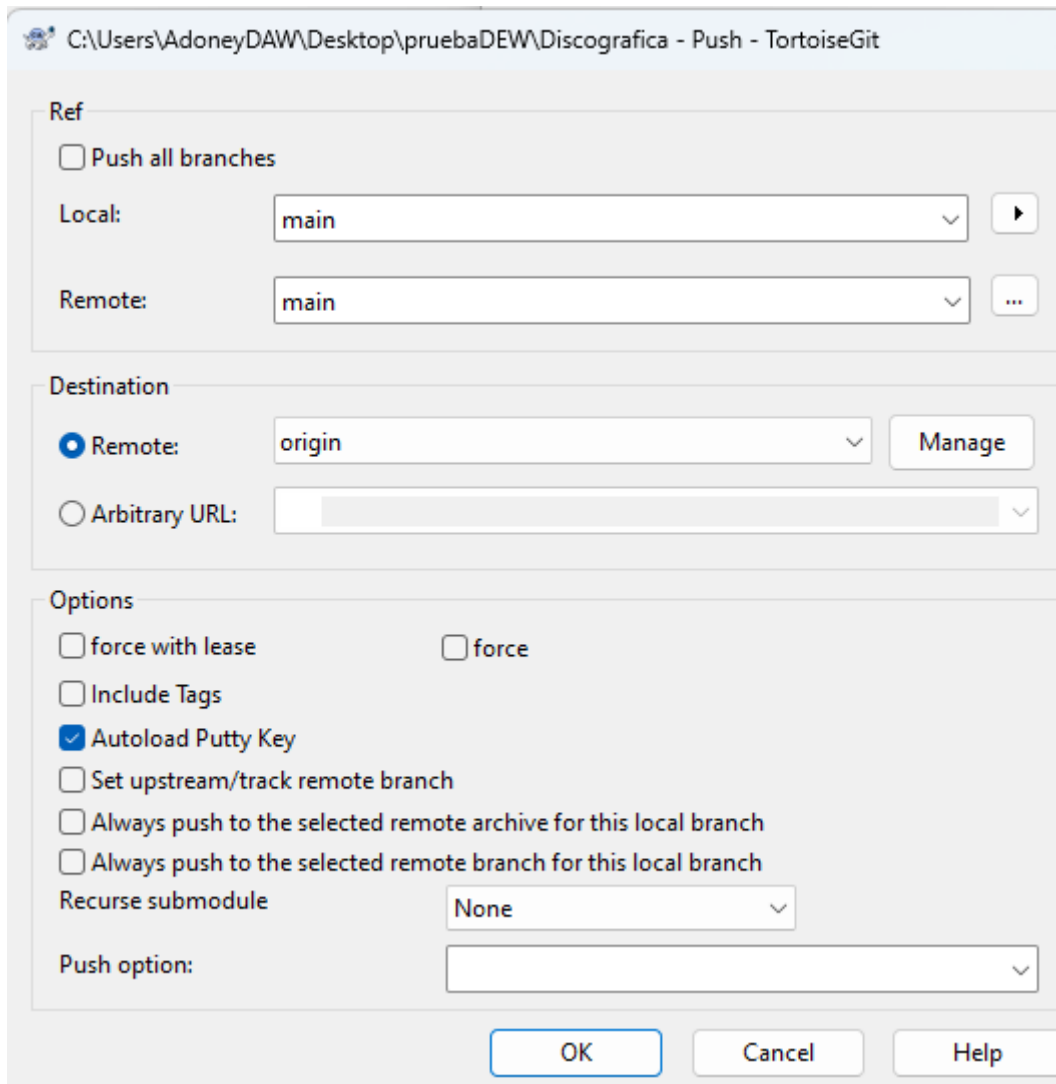 C:\Users\AdoneyDAW\Desktop\pruebaDEW\Discografica - Push - TortoiseGit
Ref
Push all branches
Local:
main
Remote:
main
...
Destination
Remote:
origin
Manage
Arbitrary URL:
Options
force with lease
force
Include Tags
Autoload Putty Key
Set upstream/track remote branch
Always push to the selected remote archive for this local branch
Always push to the selected remote branch for this local branch
Recurse submodule
None
Push option:
OK
Cancel
Help